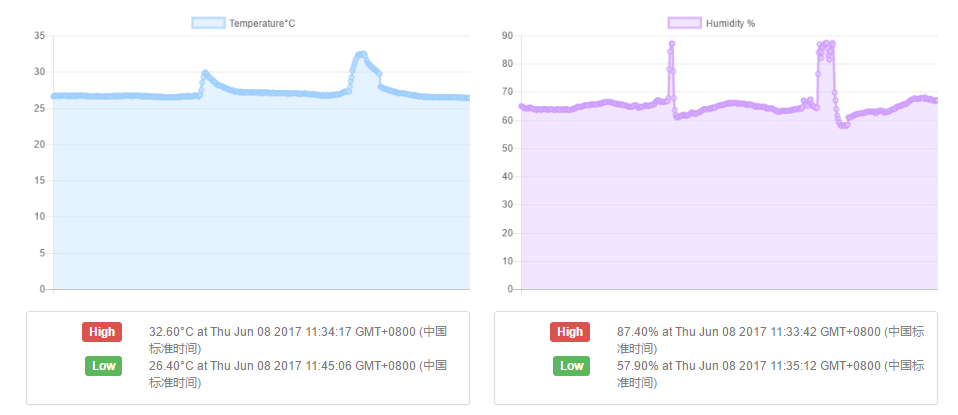 Temperature°C
35
30
25
20
15
10
5
0
High
32.60°C at Thu Jun 08 2017 11:34:17 GMT+0800 (中国
标准时间)
Low
26.40°C at Thu Jun 08 2017 11:45:06 GMT+0800 (中国
标准时间)
Humidity %
90
80
70
60
50
40
30
20
10
0
High
87.40% at Thu Jun 08 2017 11:33:42 GMT+0800 (中国标
准时间)
Low
57.90% at Thu Jun 08 2017 11:35:12 GMT+0800 (中国标
准时间)